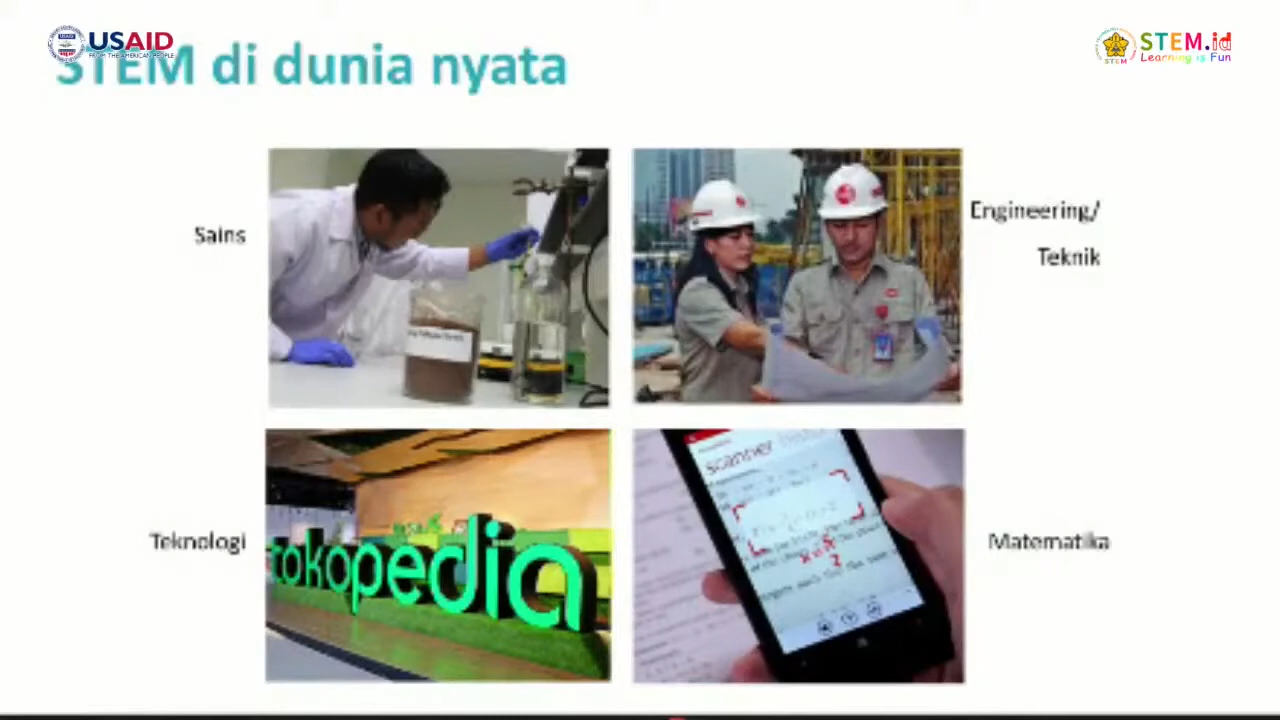 USAID
FROM THE AMERICAN PEOPLE
STEM.id
Learning is Fun
STEM
STEM di dunia nyata
Sains
Engineering/
Teknik
Teknologi
tokopedia
scanner
Matematika